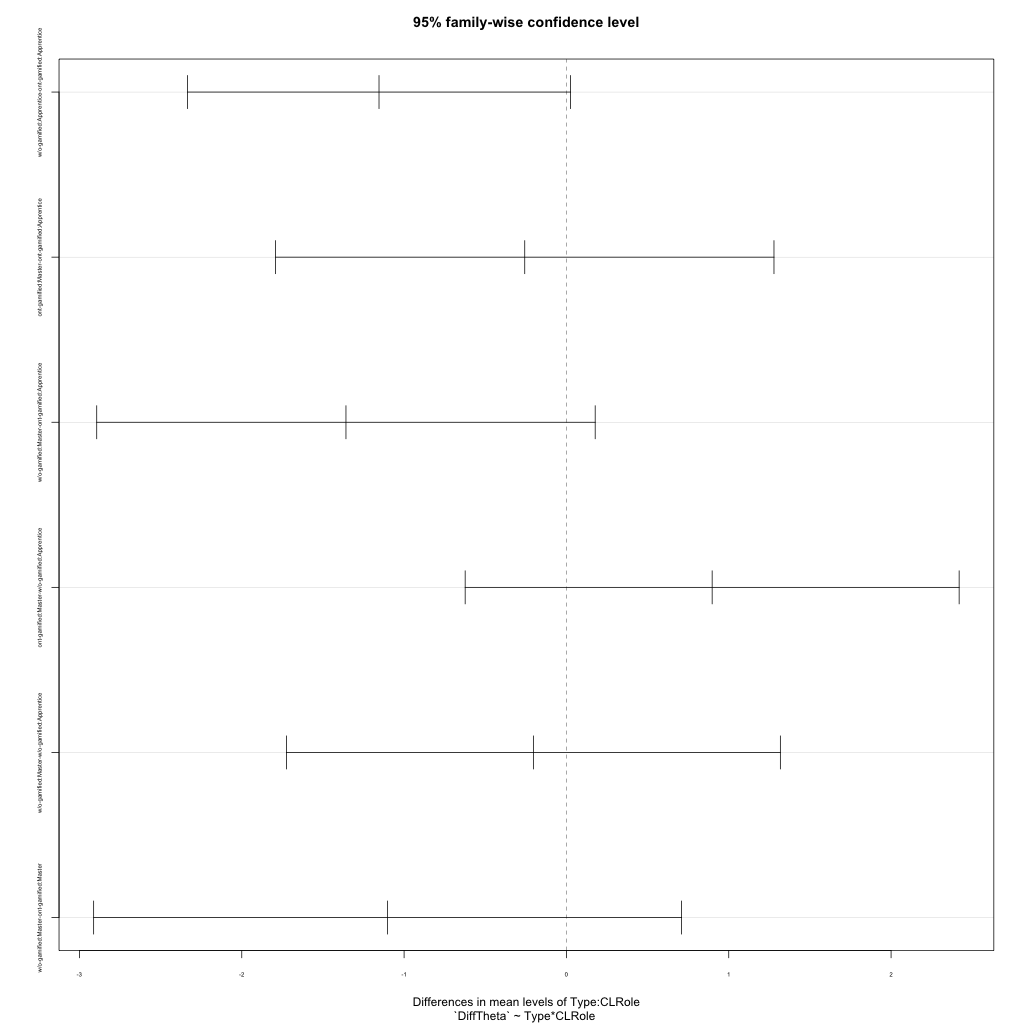 95% family-wise confidence level
w/o-gamified:Apprentice-ont-gamified:Apprentice
ont-gamified:Master-ont-gamified:Apprentice
w/o-gamified:Master-ont-gamified:Apprentice
ont-gamified:Master-w/o-gamified:Apprentice
w/o-gamified:Master-w/o-gamified:Apprentice
w/o-gamified:Master-ont-gamified:Master
-3 -2 -1 0 1 2
Differences in mean levels of Type:CLRole
`DiffTheta` ~ Type*CLRole